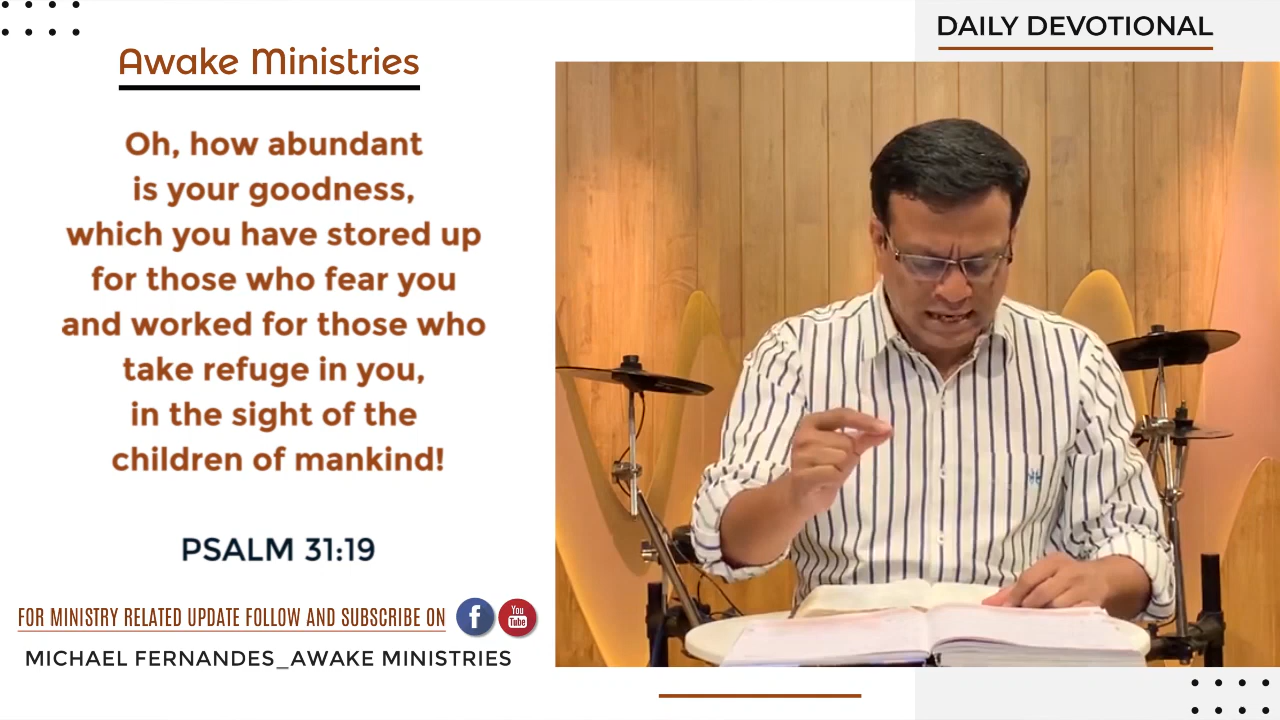 DAILY DEVOTIONAL
Awake Ministries
Oh, how abundant
is your goodness,
which you have stored up
for those who fear you
and worked for those who
take refuge in you,
in the sight of the
children of mankind!
PSALM 31:19
FOR MINISTRY RELATED UPDATE FOLLOW AND SUBSCRIBE ON
f
You
Tube
MICHAEL FERNANDES_AWAKE MINISTRIES